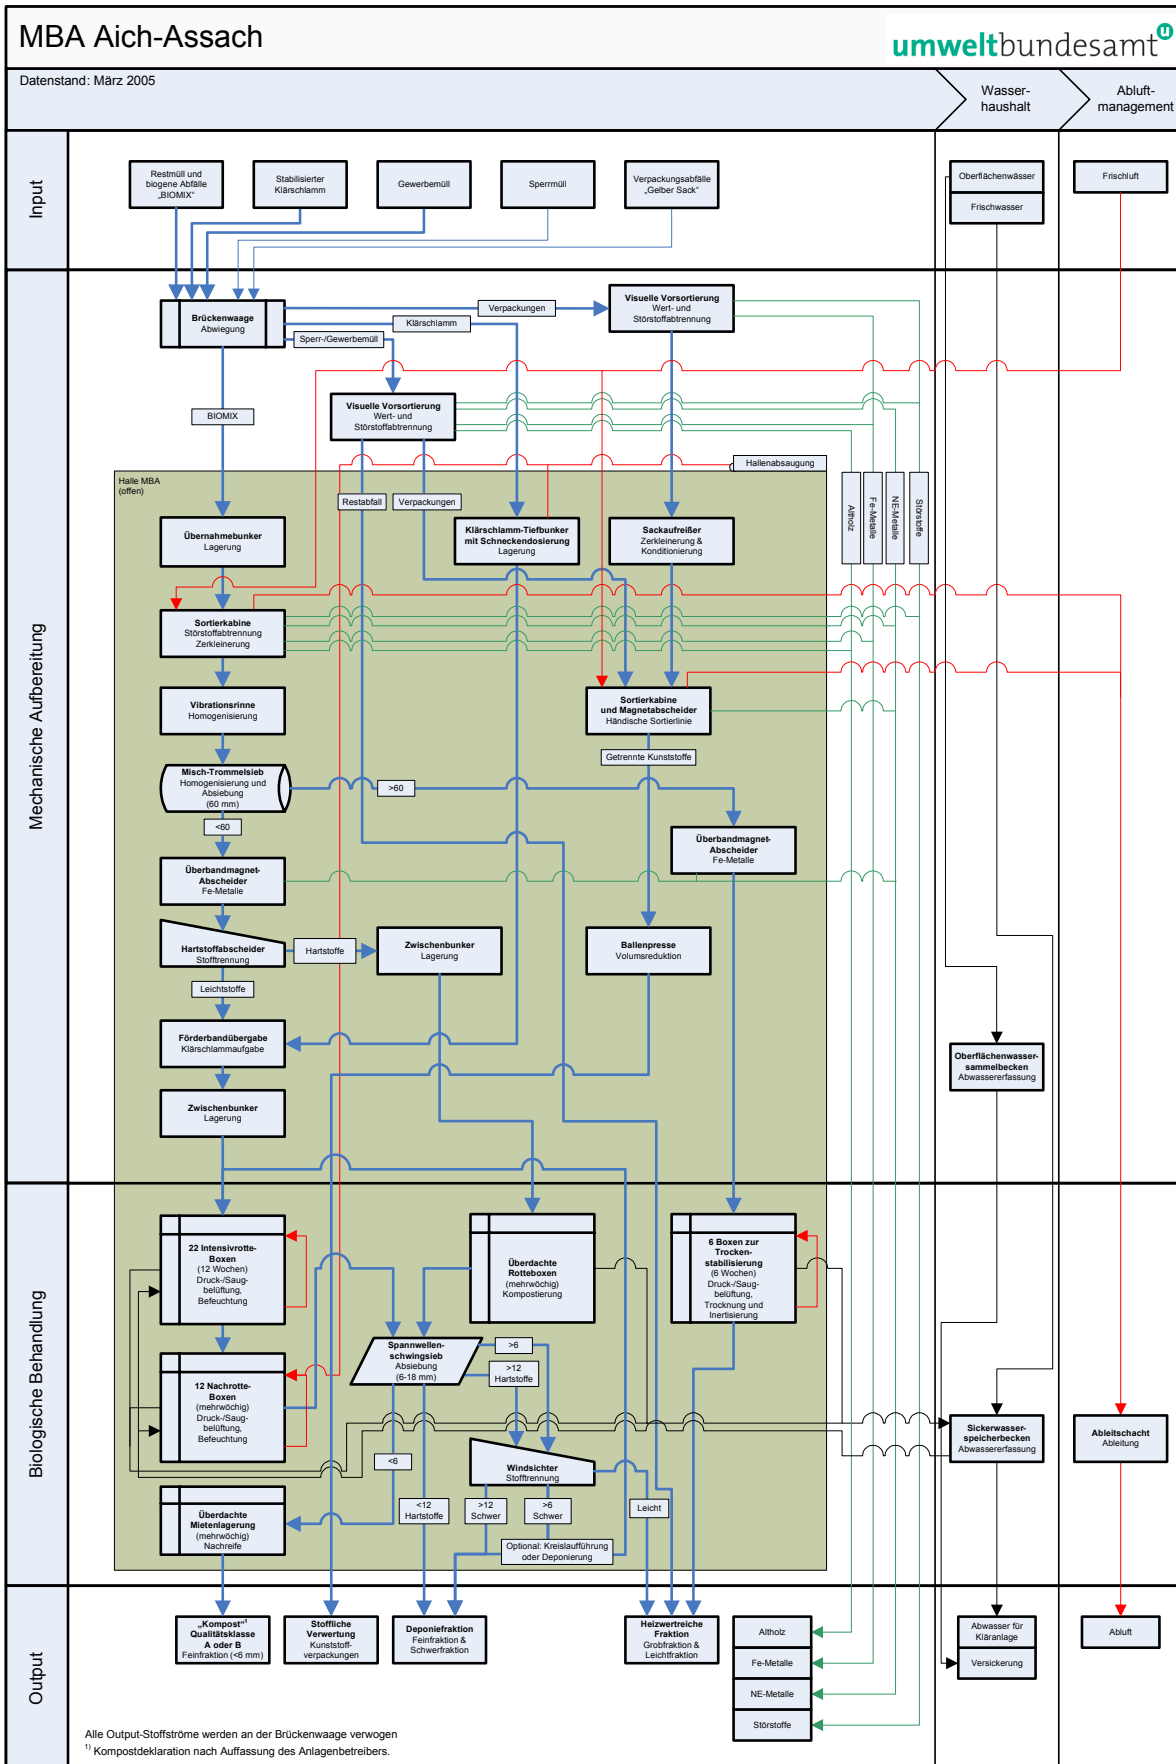 MBA Aich-Assach
umweltbundesamt
u
Datenstand: März 2005
Wasser-
haushalt
Abluft-
management
Input
Restmüll und
biogene Abfälle
„BIOMIX“
Stabilisierter
Klärschlamm
Gewerbemüll
Sperrmüll
Verpackungsabfälle
„Gelber Sack“
Oberflächenwässer
Frischwasser
Frischluft
Mechanische Aufbereitung
Brückenwaage
Abwiegung
Verpackungen
Klärschlamm
Sperr-/Gewerbemüll
Visuelle Vorsortierung
Wert- und
Störstoffabtrennung
BIOMIX
Visuelle Vorsortierung
Wert- und
Störstoffabtrennung
Hallenabsaugung
Halle MBA
(offen)
Restabfall
Verpackungen
Altholz
Fe-Metalle
NE-Metalle
Störstoffe
Übernahmebunker
Lagerung
Klärschlamm-Tiefbunker
mit Schneckendosierung
Lagerung
Sackaufreißer
Zerkleinerung &
Konditionierung
Sortierkabine
Störstoffabtrennung
Zerkleinerung
Vibrationsrinne
Homogenisierung
Sortierkabine
und Magnetabscheider
Händische Sortierlinie
Getrennte Kunststoffe
Misch-Trommelsieb
Homogenisierung und
Absiebung
(60 mm)
>60
<60
Überbandmagnet-
Abscheider
Fe-Metalle
Überbandmagnet-
Abscheider
Fe-Metalle
Hartstoffabscheider
Stofftrennung
Hartstoffe
Zwischenbunker
Lagerung
Ballenpresse
Volumsreduktion
Leichtstoffe
Förderbandübergabe
Klärschlammaufgabe
Oberflächenwasser-
sammelbecken
Abwassererfassung
Zwischenbunker
Lagerung
Biologische Behandlung
22 Intensivrotte-
Boxen
(12 Wochen)
Druck-/Saug-
belüftung,
Befeuchtung
Überdachte
Rotteboxen
(mehrwöchig)
Kompostierung
6 Boxen zur
Trocken-
stabilisierung
(6 Wochen)
Druck-/Saug-
belüftung,
Trocknung und
Inertisierung
Spannwellen-
schwingsieb
Absiebung
(6-18 mm)
>6
>12
Hartstoffe
12 Nachrotte-
Boxen
(mehrwöchig)
Druck-/Saug-
belüftung,
Befeuchtung
Sickerwasser-
speicherbecken
Abwassererfassung
Ableitschacht
Ableitung
<6
Windsichter
Stofftrennung
<12
Hartstoffe
>12
Schwer
>6
Schwer
Leicht
Überdachte
Mietenlagerung
(mehrwöchig)
Nachreife
Optional: Kreislaufführung
oder Deponierung
Output
„Kompost“¹⁾
Qualitätsklasse
A oder B
Feinfraktion (<6 mm)
Stoffliche
Verwertung
Kunststoff-
verpackungen
Deponiefraktion
Feinfraktion &
Schwerfraktion
Heizwertreiche
Fraktion
Grobfraktion &
Leichtfraktion
Altholz
Fe-Metalle
NE-Metalle
Störstoffe
Abwasser für
Kläranlage
Versickerung
Abluft
Alle Output-Stoffströme werden an der Brückenwaage verwogen
¹⁾ Kompostdeklaration nach Auffassung des Anlagenbetreibers.